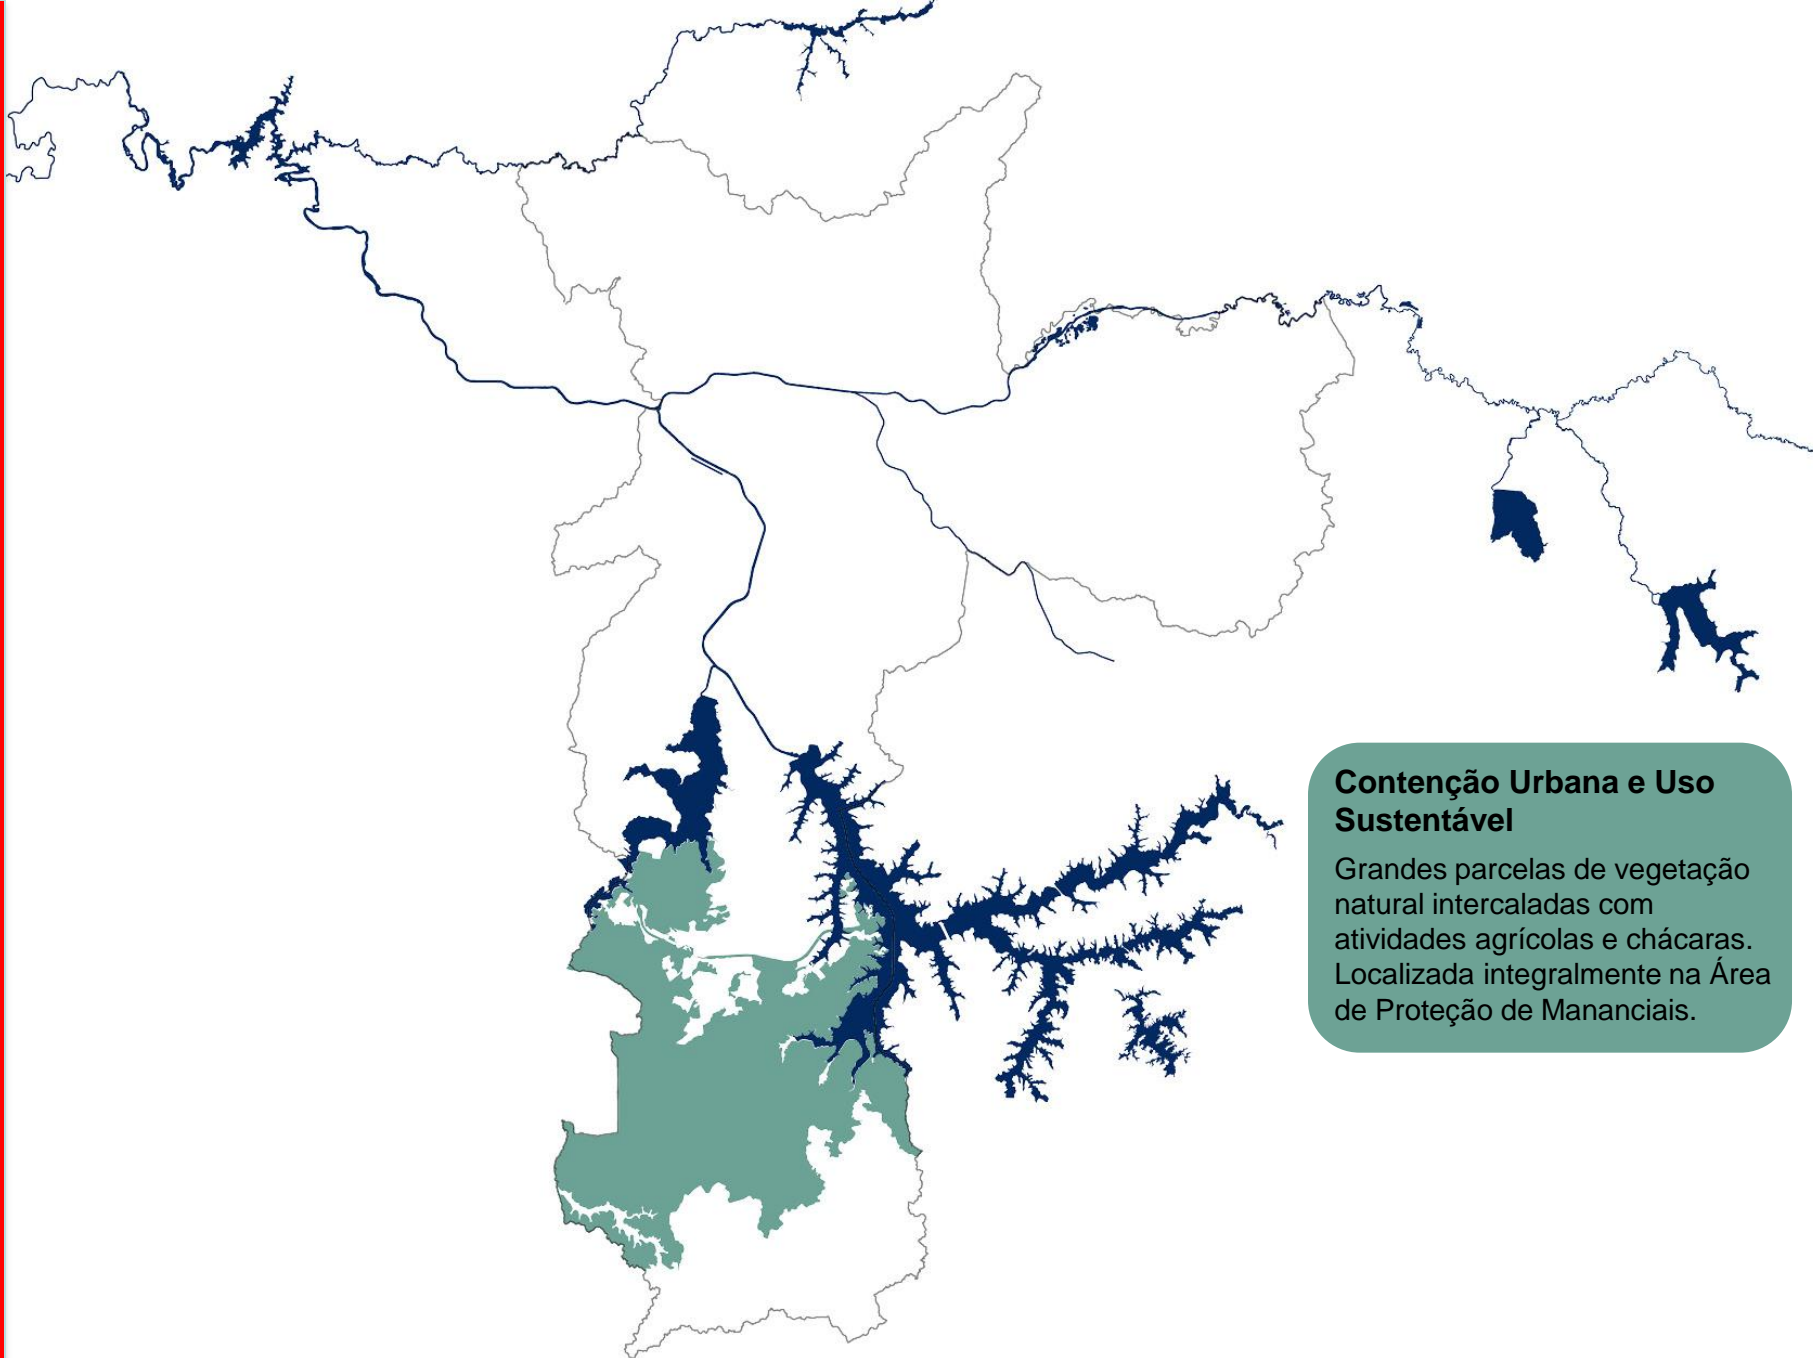 Contenção Urbana e Uso
Sustentável
Grandes parcelas de vegetação
natural intercaladas com
atividades agrícolas e chácaras.
Localizada integralmente na Área
de Proteção de Mananciais.